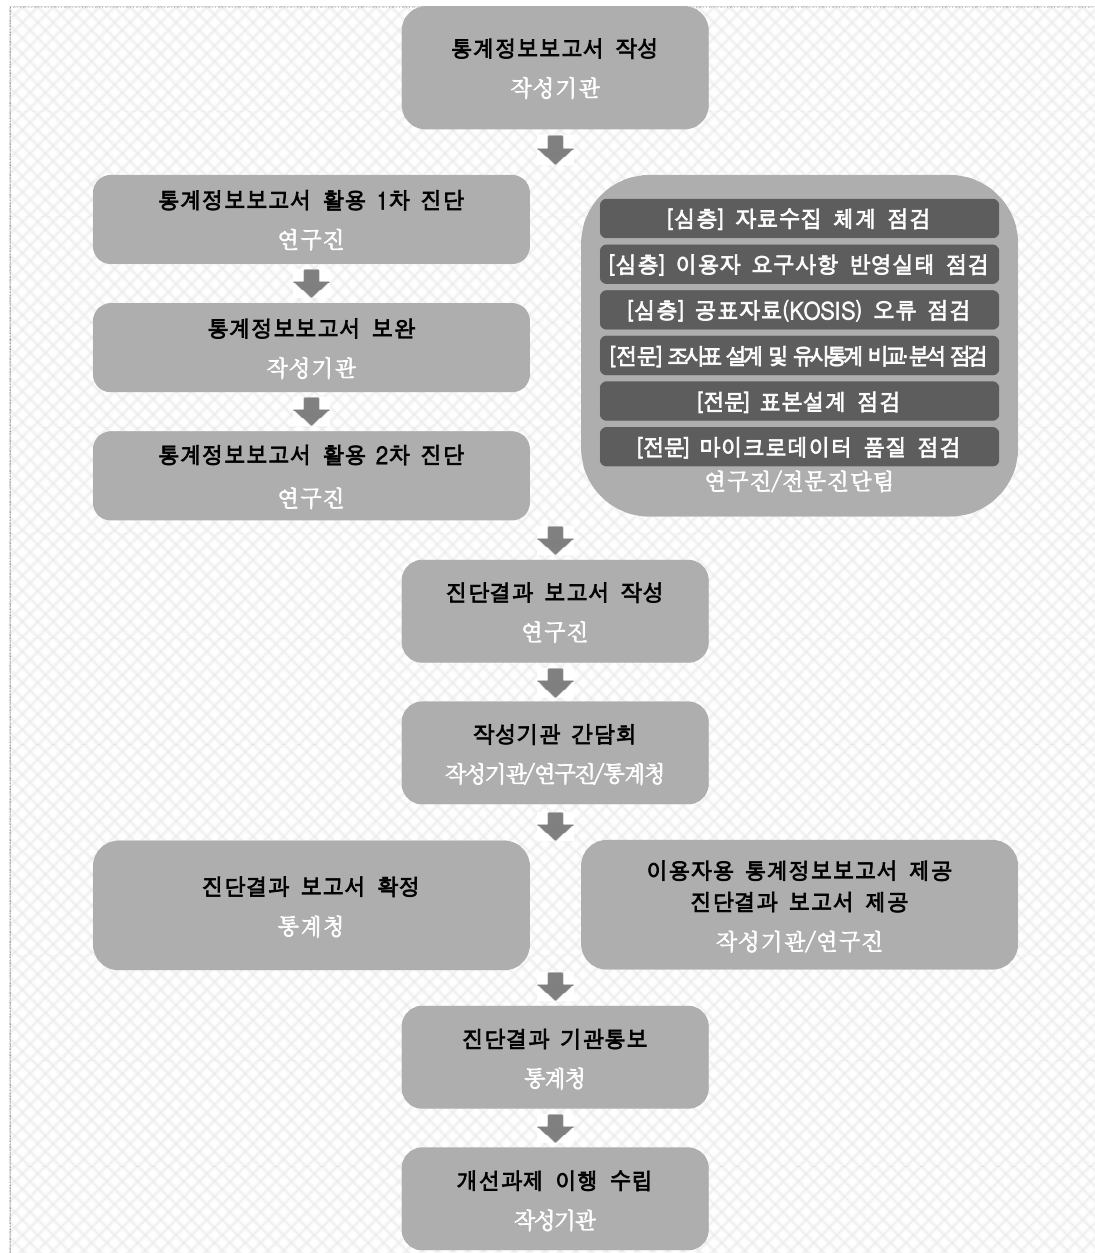 통계정보보고서 작성
작성기관
통계정보보고서 활용 1차 진단
연구진
통계정보보고서 보완
작성기관
통계정보보고서 활용 2차 진단
연구진
[심층] 자료수집 체계 점검
[심층] 이용자 요구사항 반영실태 점검
[심층] 공표자료(KOSIS) 오류 점검
[전문] 조사표 설계 및 유사통계 비교·분석 점검
[전문] 표본설계 점검
[전문] 마이크로데이터 품질 점검
연구진/전문진단팀
진단결과 보고서 작성
연구진
작성기관 간담회
작성기관/연구진/통계청
진단결과 보고서 확정
통계청
이용자용 통계정보보고서 제공
진단결과 보고서 제공
작성기관/연구진
진단결과 기관통보
통계청
개선과제 이행 수립
작성기관